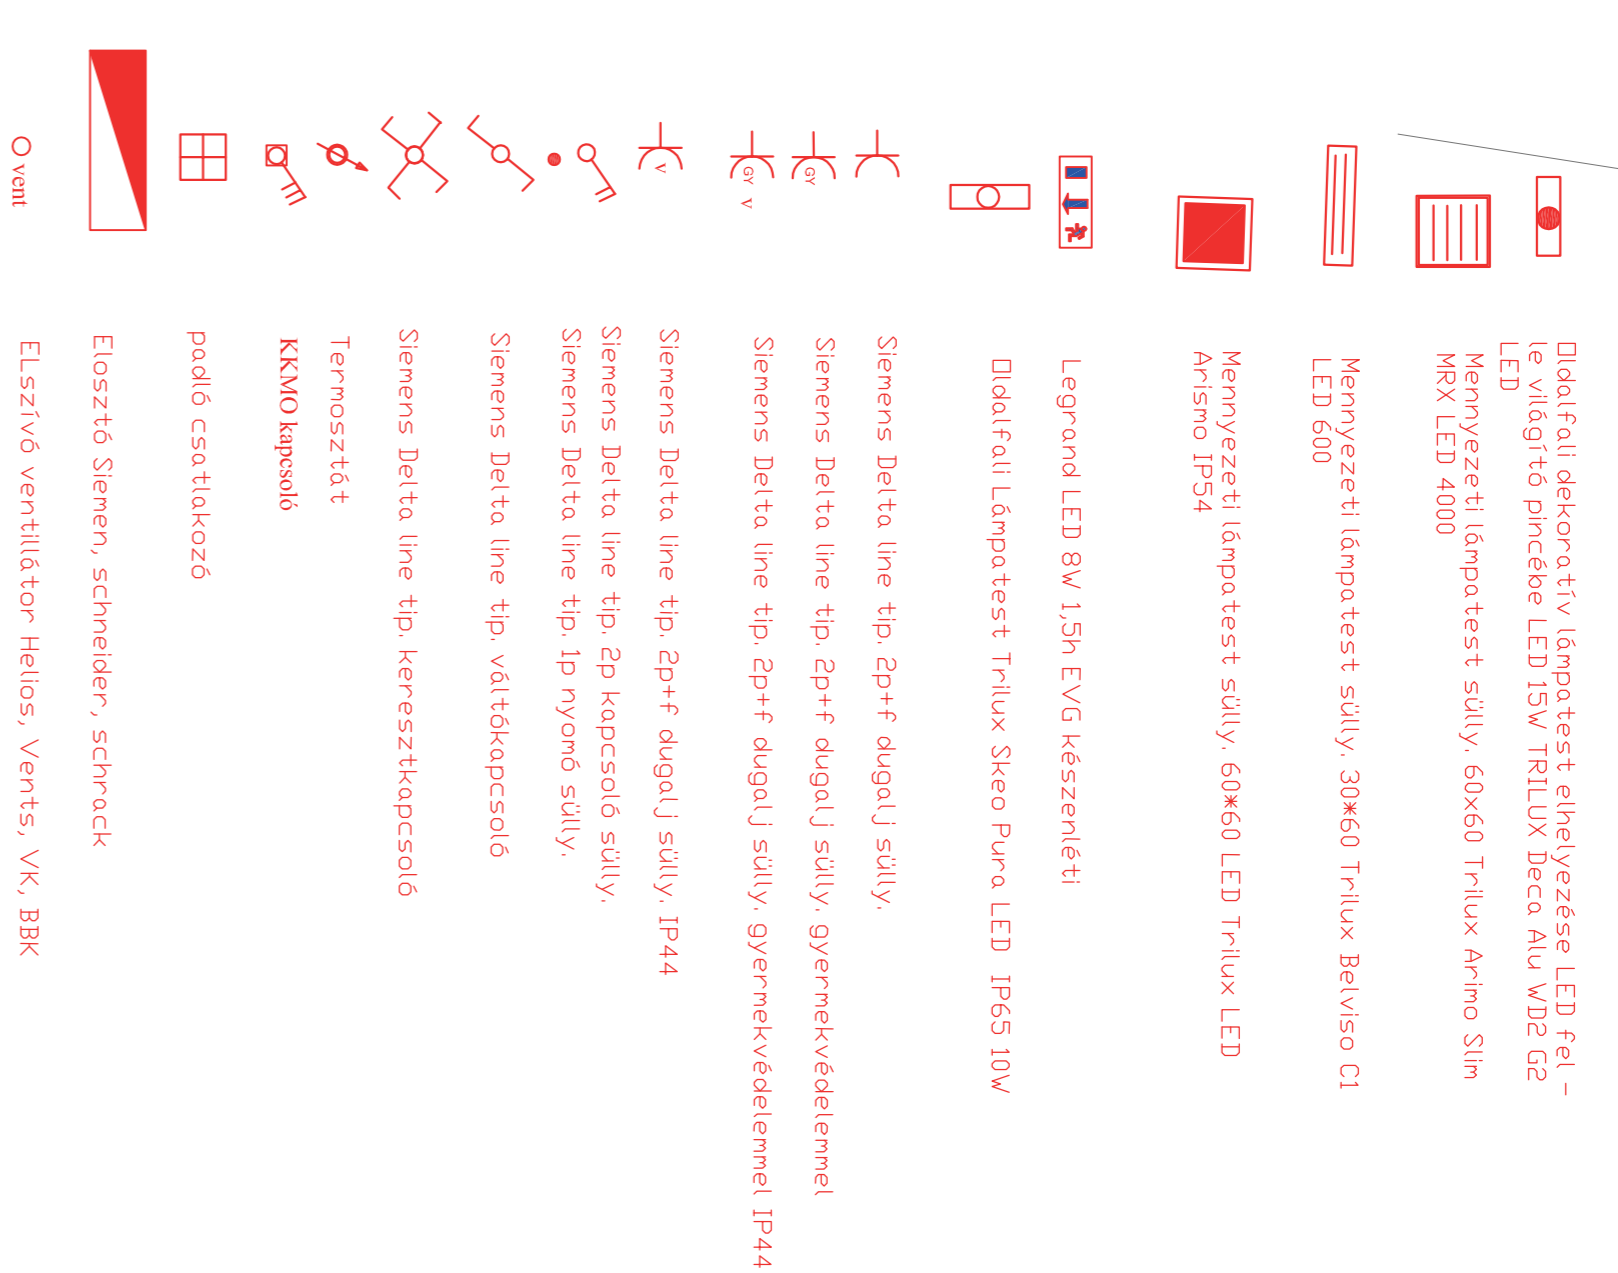 Oldalfali dekoratív lámpatest elhelyezése LED fel -
le világító pincébe LED 15W TRILUX Deca Alu WD2 G2
LED
Mennyezeti lámpatest sülly. 60x60 Trilux Arimo Slim
MRX LED 4000
Mennyezeti lámpatest sülly. 30*60 Trilux Belviso C1
LED 600
Mennyezeti lámpatest sülly. 60*60 LED Trilux LED
Arismo IP54
Legrand LED 8W 1,5h EVG készenléti
Oldalfali Lámpatest Trilux Skeo Pura LED IP65 10W
Siemens Delta line tip. 2p+f dugalj sülly.
GY
Siemens Delta line tip. 2p+f dugalj sülly. gyermekvédelemmel
GY V
Siemens Delta line tip. 2p+f dugalj sülly. gyermekvédelemmel IP44
V
Siemens Delta line tip. 2p+f dugalj sülly. IP44
Siemens Delta line tip. 2p kapcsoló sülly.
Siemens Delta line tip. 1p nyomó sülly.
Siemens Delta line tip. váltókapcsoló
Siemens Delta line tip. keresztkapcsoló
Termosztát
KKMO kapcsoló
padló csatlakozó
Elosztó Siemen, schneider, schrack
vent
ELszívó ventillátor Helios, Vents, VK, BBK